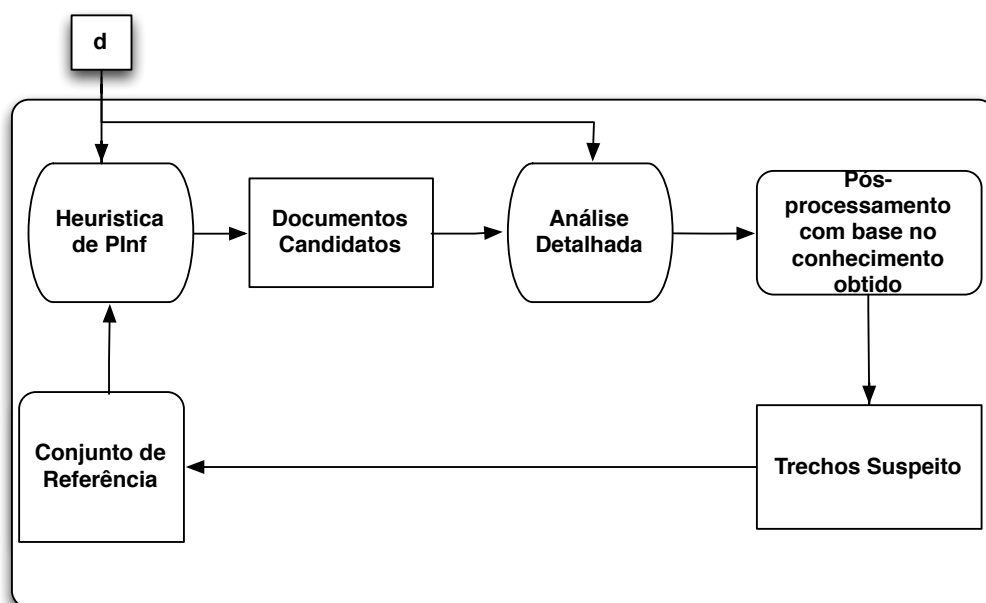 d
Heuristica
de PInf
Documentos
Candidatos
Análise
Detalhada
Pós-
processamento
com base no
conhecimento
obtido
Conjunto de
Referência
Trechos Suspeito